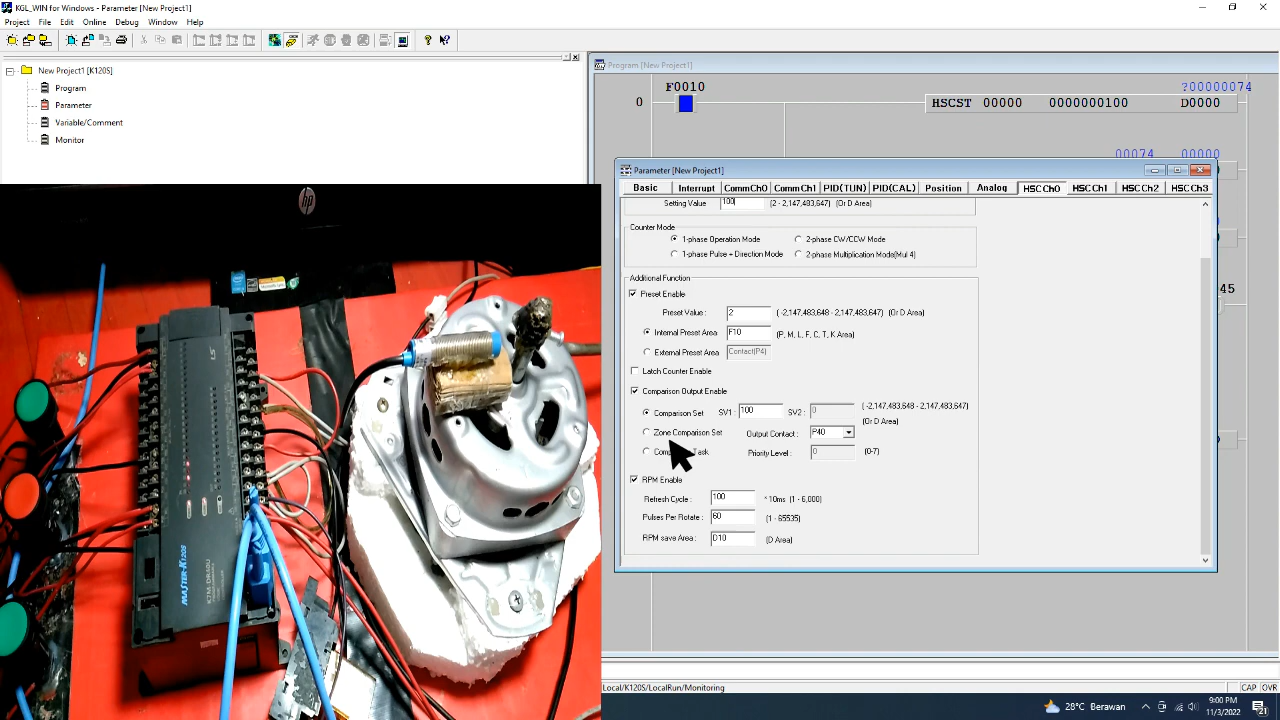 KGL_WIN for Windows - Parameter [New Project1]
Project File Edit Online Debug Window Help
New Project1 [K120S]
Program
Parameter
Variable/Comment
Monitor
Program [New Project1]
F0010
?00000074
0
HSCST 00000 0000000100 D0000
00074 00000
45
Parameter [New Project1]
Basic Interrupt CommCh0 CommCh1 PID(TUN) PID(CAL) Position Analog HSCCh0 HSCCh1 HSCCh2 HSCCh3
Setting Value 100 (2 - 2,147,483,647) (Or D Area)
Counter Mode
1-phase Operation Mode 2-phase CW/CCW Mode
1-phase Pulse + Direction Mode 2-phase Multiplication Mode(Mul 4)
Additional Function
Preset Enable
Preset Value : 2 ( -2,147,483,648 - 2,147,483,647) (Or D Area)
Internal Preset Area F10 (P, M, L, F, C, T, K Area)
External Preset Area Contact(P4)
Latch Counter Enable
Comparison Output Enable
Comparison Set SV1 : 100 SV2 : 0 ( -2,147,483,648 - 2,147,483,647)
(Or D Area)
Zone Comparison Set Output Contact : P40
Task Priority Level : 0 (0-7)
RPM Enable
Refresh Cycle : 100 * 10ms (1 - 6,000)
Pulses Per Rotate : 60 (1 - 65535)
RPM save Area : D10 (D Area)
hp
intel
LS
MASTER-K120S
K7M-DR40U
Local/K120S/LocalRun/Monitoring
CAP OVR
28°C Berawan
9:00 PM
11/3/2022